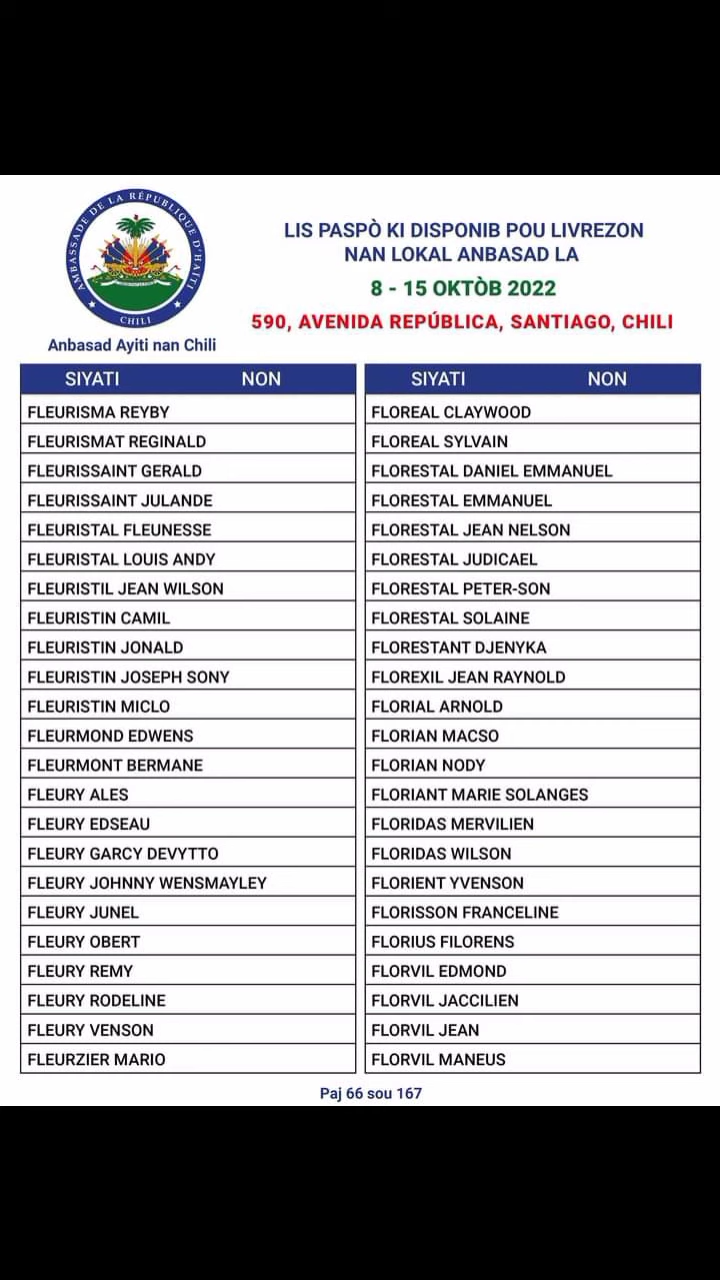 AMBASSADE DE LA RÉPUBLIQUE D'HAITI
CHILI
Anbasad Ayiti nan Chili
LIS PASPÒ KI DISPONIB POU LIVREZON
NAN LOKAL ANBASAD LA
8 - 15 OKTÒB 2022
590, AVENIDA REPÚBLICA, SANTIAGO, CHILI
SIYATI NON
FLEURISMA REYBY
FLEURISMAT REGINALD
FLEURISSAINT GERALD
FLEURISSAINT JULANDE
FLEURISTAL FLEUNESSE
FLEURISTAL LOUIS ANDY
FLEURISTIL JEAN WILSON
FLEURISTIN CAMIL
FLEURISTIN JONALD
FLEURISTIN JOSEPH SONY
FLEURISTIN MICLO
FLEURMOND EDWENS
FLEURMONT BERMANE
FLEURY ALES
FLEURY EDSEAU
FLEURY GARCY DEVYTTO
FLEURY JOHNNY WENSMAYLEY
FLEURY JUNEL
FLEURY OBERT
FLEURY REMY
FLEURY RODELINE
FLEURY VENSON
FLEURZIER MARIO
SIYATI NON
FLOREAL CLAYWOOD
FLOREAL SYLVAIN
FLORESTAL DANIEL EMMANUEL
FLORESTAL EMMANUEL
FLORESTAL JEAN NELSON
FLORESTAL JUDICAEL
FLORESTAL PETER-SON
FLORESTAL SOLAINE
FLORESTANT DJENYKA
FLOREXIL JEAN RAYNOLD
FLORIAL ARNOLD
FLORIAN MACSO
FLORIAN NODY
FLORIANT MARIE SOLANGES
FLORIDAS MERVILIEN
FLORIDAS WILSON
FLORIENT YVENSON
FLORISSON FRANCELINE
FLORIUS FILORENS
FLORVIL EDMOND
FLORVIL JACCILIEN
FLORVIL JEAN
FLORVIL MANEUS
Paj 66 sou 167